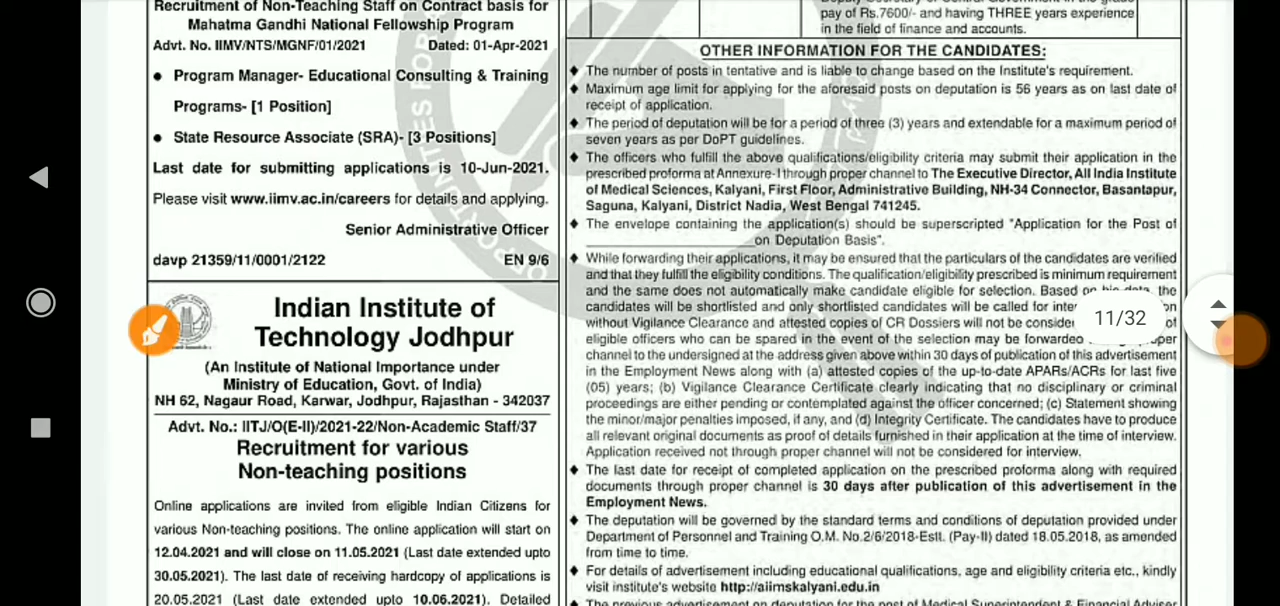 Recruitment of Non-Teaching Staff on Contract basis for
Mahatma Gandhi National Fellowship Program
Advt. No. IIMV/NTS/MGNF/01/2021 Dated: 01-Apr-2021
● Program Manager- Educational Consulting & Training
Programs- [1 Position]
● State Resource Associate (SRA)- [3 Positions]
Last date for submitting applications is 10-Jun-2021.
Please visit www.iimv.ac.in/careers for details and applying.
Senior Administrative Officer
davp 21359/11/0001/2122 EN 9/6
Indian Institute of
Technology Jodhpur
(An Institute of National Importance under
Ministry of Education, Govt. of India)
NH 62, Nagaur Road, Karwar, Jodhpur, Rajasthan - 342037
Advt. No.: IITJ/O(E-II)/2021-22/Non-Academic Staff/37
Recruitment for various
Non-teaching positions
Online applications are invited from eligible Indian Citizens for
various Non-teaching positions. The online application will start on
12.04.2021 and will close on 11.05.2021 (Last date extended upto
30.05.2021). The last date of receiving hardcopy of applications is
20.05.2021 (Last date extended upto 10.06.2021). Detailed
pay of Rs.7600/- and having THREE years experience
in the field of finance and accounts.
OTHER INFORMATION FOR THE CANDIDATES:
♦ The number of posts in tentative and is liable to change based on the Institute's requirement.
♦ Maximum age limit for applying for the aforesaid posts on deputation is 56 years as on last date of
receipt of application.
♦ The period of deputation will be for a period of three (3) years and extendable for a maximum period of
seven years as per DoPT guidelines.
♦ The officers who fulfill the above qualifications/eligibility criteria may submit their application in the
prescribed proforma at Annexure-I through proper channel to The Executive Director, All India Institute
of Medical Sciences, Kalyani, First Floor, Administrative Building, NH-34 Connector, Basantapur,
Saguna, Kalyani, District Nadia, West Bengal 741245.
♦ The envelope containing the application(s) should be superscripted "Application for the Post of
____________________on Deputation Basis".
♦ While forwarding their applications, it may be ensured that the particulars of the candidates are verified
and that they fulfill the eligibility conditions. The qualification/eligibility prescribed is minimum requirement
and the same does not automatically make candidate eligible for selection. Based on the
candidates will be shortlisted and only shortlisted candidates will be called for
without Vigilance Clearance and attested copies of CR Dossiers will not be of
eligible officers who can be spared in the event of the selection may be forwarded
channel to the undersigned at the address given above within 30 days of publication of this advertisement
in the Employment News along with (a) attested copies of the up-to-date APARs/ACRs for last five
(05) years; (b) Vigilance Clearance Certificate clearly indicating that no disciplinary or criminal
proceedings are either pending or contemplated against the officer concerned; (c) Statement showing
the minor/major penalties imposed, if any, and (d) Integrity Certificate. The candidates have to produce
all relevant original documents as proof of details furnished in their application at the time of interview.
Application received not through proper channel will not be considered for interview.
♦ The last date for receipt of completed application on the prescribed proforma along with required
documents through proper channel is 30 days after publication of this advertisement in the
Employment News.
♦ The deputation will be governed by the standard terms and conditions of deputation provided under
Department of Personnel and Training O.M. No.2/6/2018-Estt. (Pay-II) dated 18.05.2018, as amended
from time to time.
♦ For details of advertisement including educational qualifications, age and eligibility criteria etc., kindly
visit institute's website http://aiimskalyani.edu.in
♦ The previous advertisement on deputation for the post of Medical Superintendent & Financial Adviser
11/32